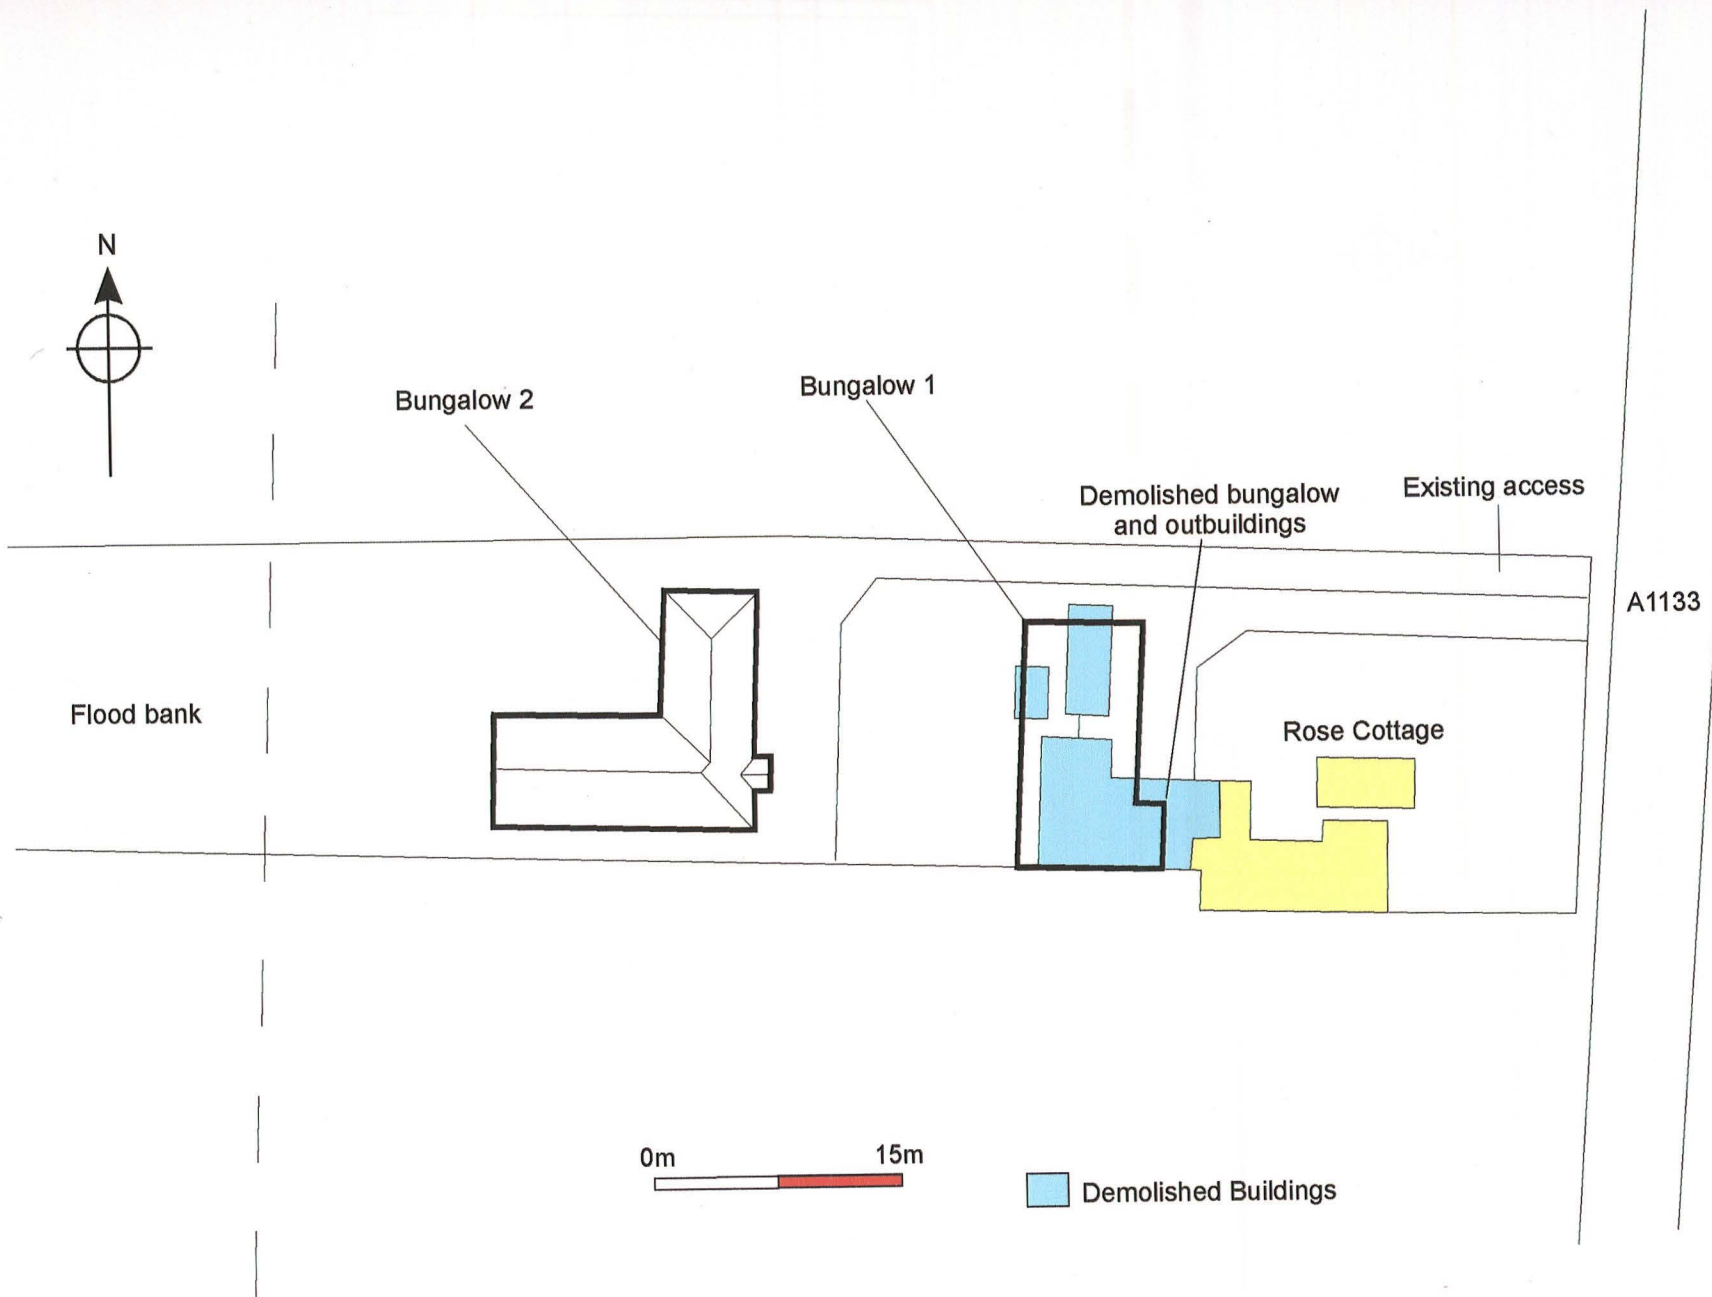 N
Bungalow 2
Bungalow 1
Demolished bungalow
and outbuildings
Existing access
A1133
Flood bank
Rose Cottage
0m
15m
Demolished Buildings